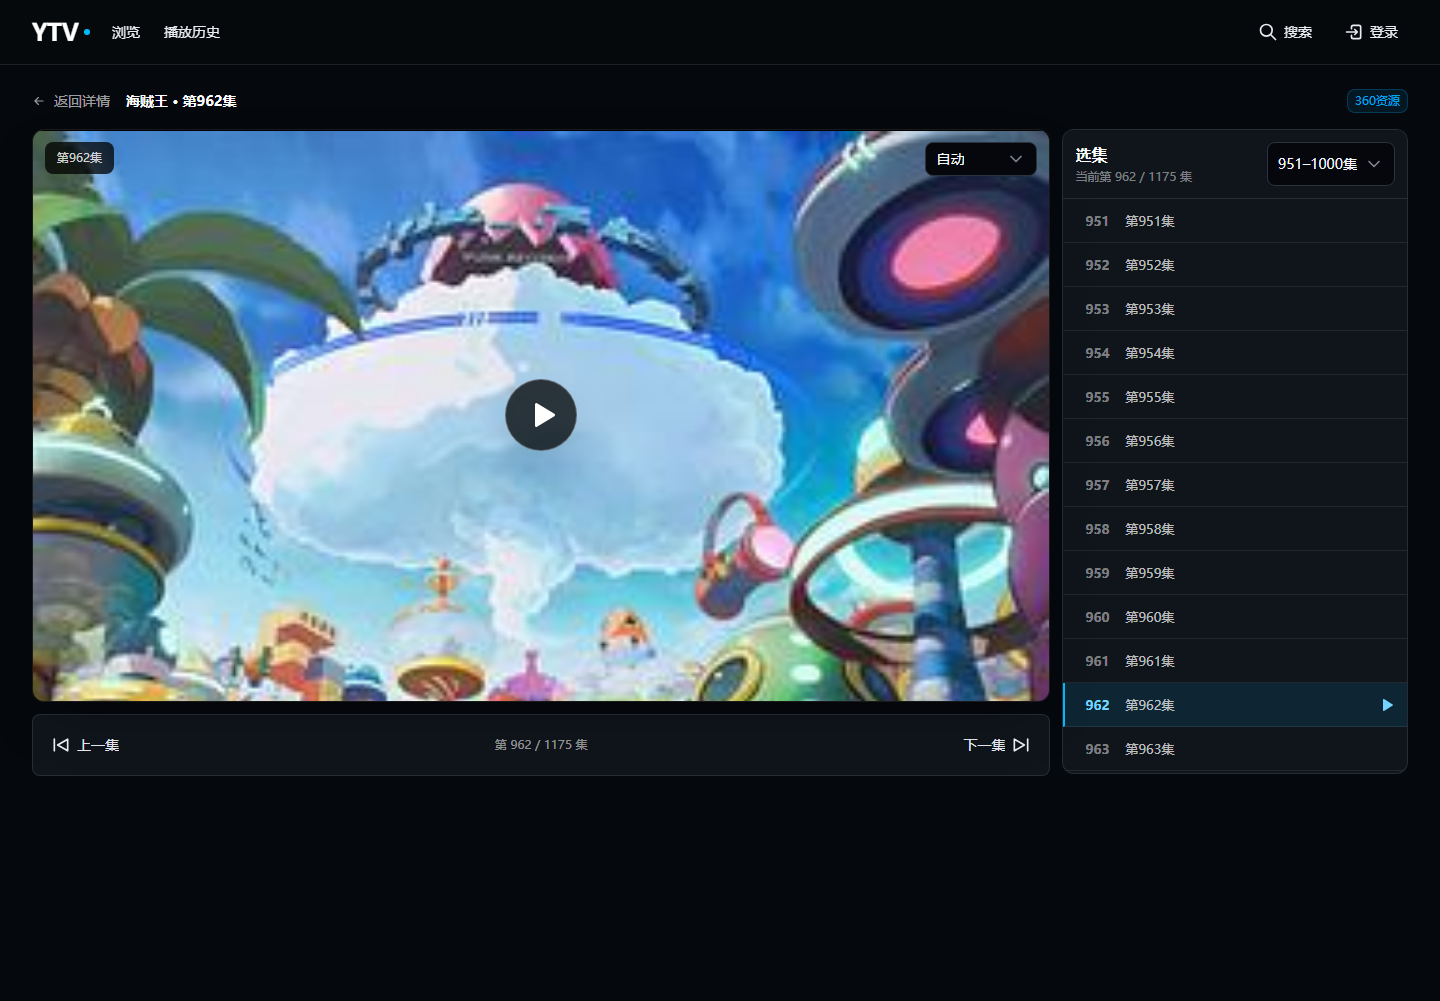 YTV
浏览
播放历史
搜索
登录
返回详情
海贼王 • 第962集
360资源
第962集
自动
选集
当前第 962 / 1175 集
951–1000集
951 第951集
952 第952集
953 第953集
954 第954集
955 第955集
956 第956集
957 第957集
958 第958集
959 第959集
960 第960集
961 第961集
962 第962集
963 第963集
上一集
第 962 / 1175 集
下一集